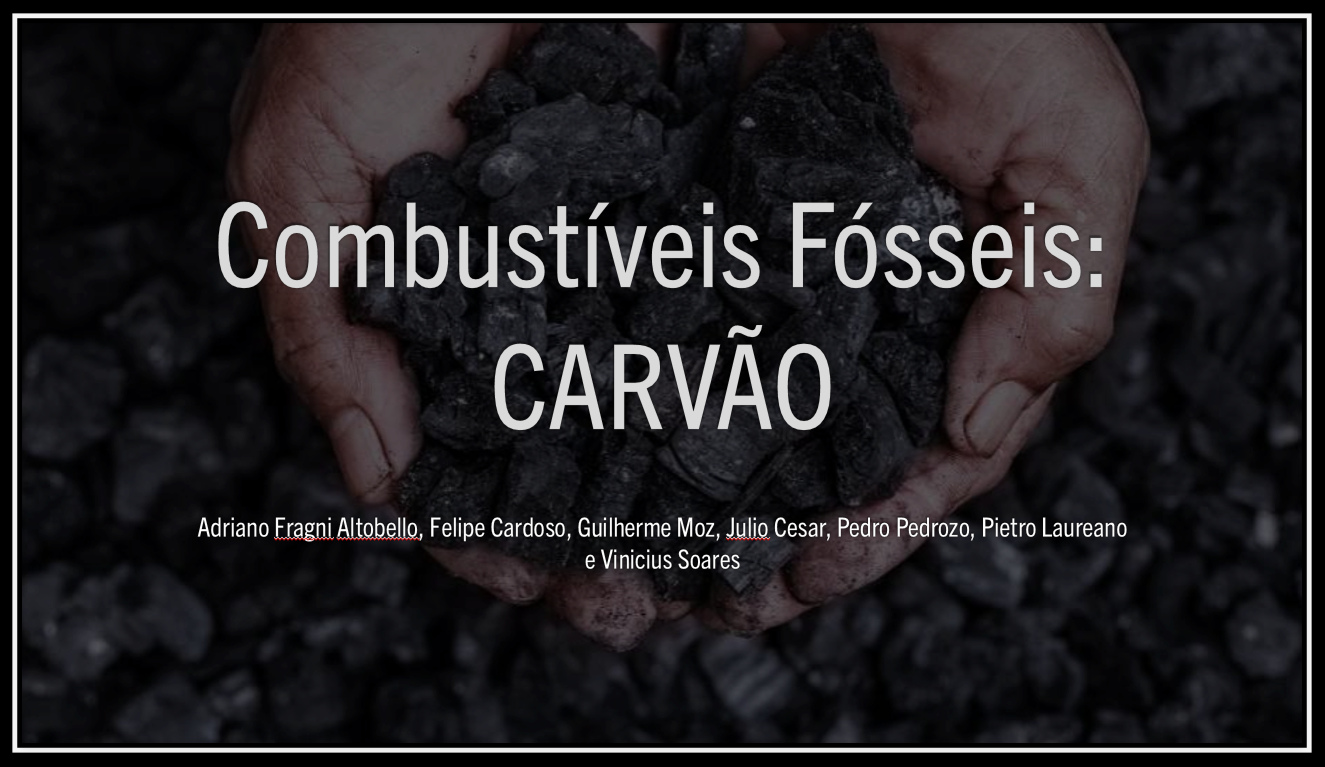 Combustíveis Fósseis:
CARVÃO
Adriano Fragni Altobello, Felipe Cardoso, Guilherme Moz, Julio Cesar, Pedro Pedrozo, Pietro Laureano
e Vinicius Soares